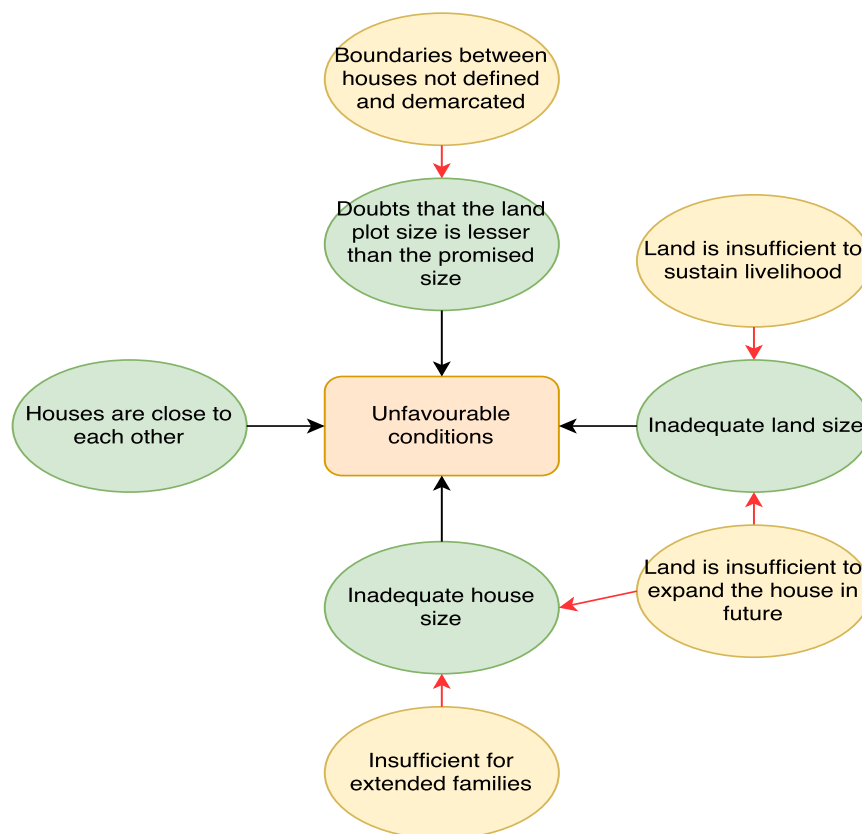 Boundaries between
houses not defined
and demarcated
Doubts that the land
plot size is lesser
than the promised
size
Land is insufficient to
sustain livelihood
Houses are close to
each other
Unfavourable
conditions
Inadequate land size
Inadequate house
size
Land is insufficient to
expand the house in
future
Insufficient for
extended families